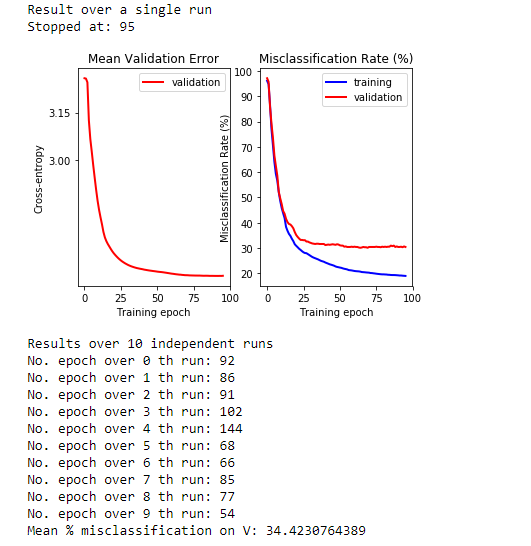 Result over a single run
Stopped at: 95
Mean Validation Error
Misclassification Rate (%)
validation
training
validation
Cross-entropy
3.15
3.00
Misclassification Rate (%)
100
90
80
70
60
50
40
30
20
0
25
50
75
100
0
25
50
75
100
Training epoch
Training epoch
Results over 10 independent runs
No. epoch over 0 th run: 92
No. epoch over 1 th run: 86
No. epoch over 2 th run: 91
No. epoch over 3 th run: 102
No. epoch over 4 th run: 144
No. epoch over 5 th run: 68
No. epoch over 6 th run: 66
No. epoch over 7 th run: 85
No. epoch over 8 th run: 77
No. epoch over 9 th run: 54
Mean % misclassification on V: 34.4230764389